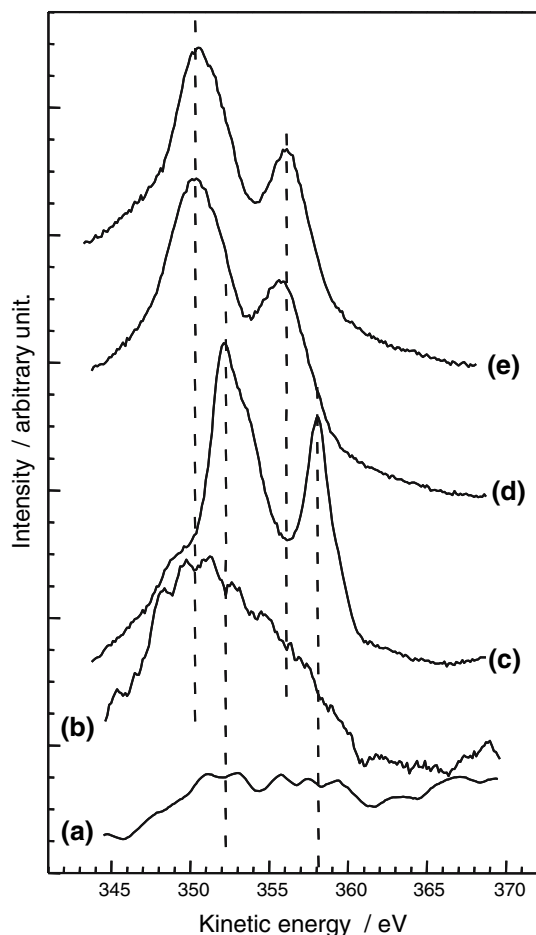 Intensity / arbitrary unit.
(e)
(d)
(c)
(b)
(a)
345 350 355 360 365 370
Kinetic energy / eV